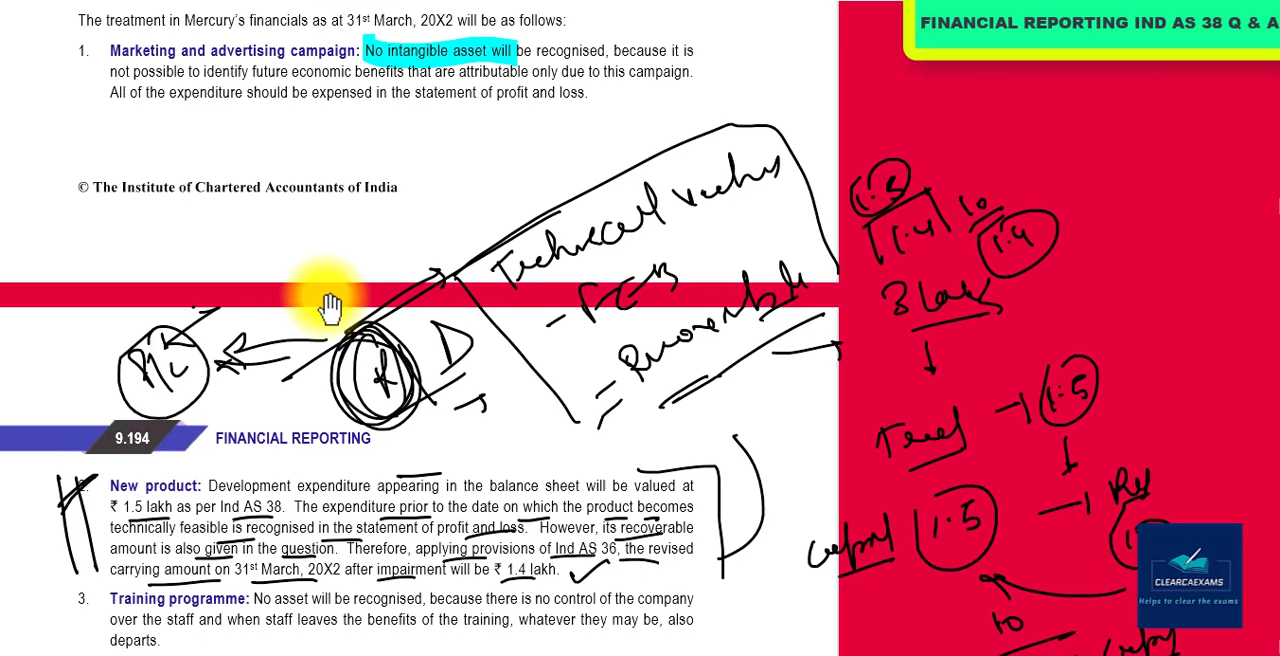 The treatment in Mercury's financials as at 31st March, 20X2 will be as follows:
FINANCIAL REPORTING IND AS 38 Q & A
1. Marketing and advertising campaign: No intangible asset will be recognised, because it is
not possible to identify future economic benefits that are attributable only due to this campaign.
All of the expenditure should be expensed in the statement of profit and loss.
© The Institute of Chartered Accountants of India
Technical
- FEB
= Recoverable
P/L
R D
1.4
10
1.4
3 lakhs
1.5
9.194 FINANCIAL REPORTING
New product: Development expenditure appearing in the balance sheet will be valued at
₹ 1.5 lakh as per Ind AS 38. The expenditure prior to the date on which the product becomes
technically feasible is recognised in the statement of profit and loss. However, its recoverable
amount is also given in the question. Therefore, applying provisions of Ind AS 36, the revised
carrying amount on 31st March, 20X2 after impairment will be ₹ 1.4 lakh.
1.5
10
3. Training programme: No asset will be recognised, because there is no control of the company
over the staff and when staff leaves the benefits of the training, whatever they may be, also
departs.
CLEARCAEXAMS
Helps to clear the exams